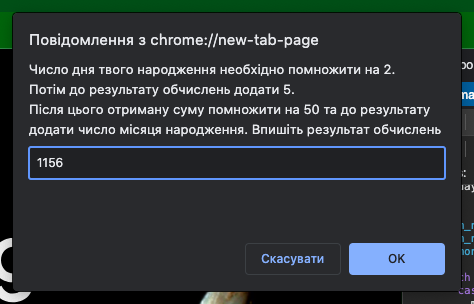 Повідомлення з chrome://new-tab-page
Число дня твого народження необхідно помножити на 2.
Потім до результату обчислень додати 5.
Після цього отриману суму помножити на 50 та до результату
додати число місяця народження. Впишіть результат обчислень
1156
Скасувати
OK